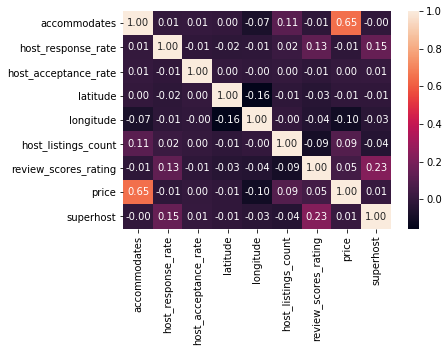 accommodates 1.00 0.01 0.01 0.00 -0.07 0.11 -0.01 0.65 -0.00
host_response_rate 0.01 1.00 -0.01 -0.02 -0.01 0.02 0.13 -0.01 0.15
host_acceptance_rate 0.01 -0.01 1.00 0.00 -0.00 0.00 -0.01 0.00 0.01
latitude 0.00 -0.02 0.00 1.00 -0.16 -0.01 -0.03 -0.01 -0.01
longitude -0.07 -0.01 -0.00 -0.16 1.00 -0.00 -0.04 -0.10 -0.03
host_listings_count 0.11 0.02 0.00 -0.01 -0.00 1.00 -0.09 0.09 -0.04
review_scores_rating -0.01 0.13 -0.01 -0.03 -0.04 -0.09 1.00 0.05 0.23
price 0.65 -0.01 0.00 -0.01 -0.10 0.09 0.05 1.00 0.01
superhost -0.00 0.15 0.01 -0.01 -0.03 -0.04 0.23 0.01 1.00
accommodates
host_response_rate
host_acceptance_rate
latitude
longitude
host_listings_count
review_scores_rating
price
superhost
1.0
0.8
0.6
0.4
0.2
0.0